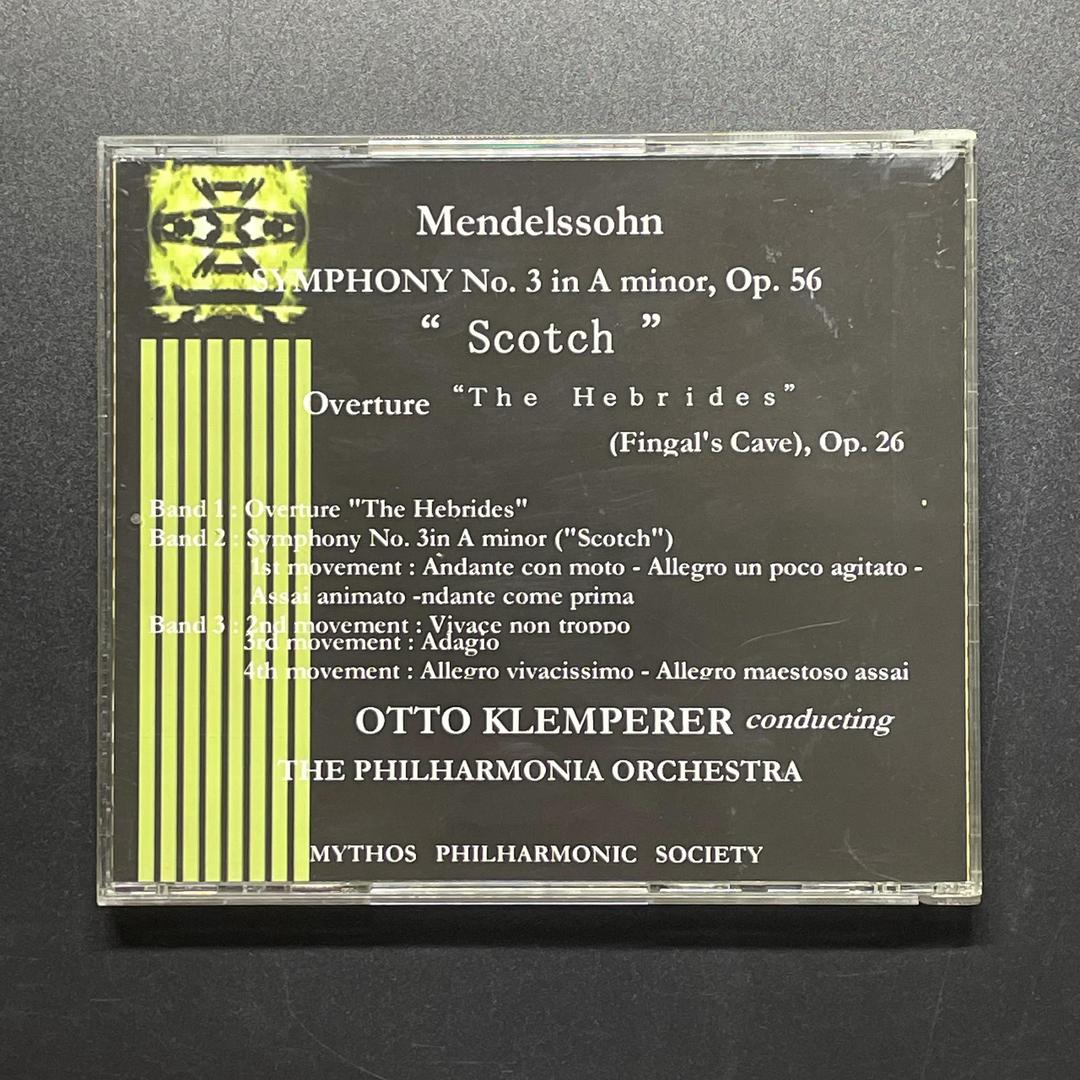 Mendelssohn
SYMPHONY No. 3 in A minor, Op. 56
“ Scotch ”
Overture “The Hebrides”
(Fingal's Cave), Op. 26
Band 1 : Overture "The Hebrides"
Band 2 : Symphony No. 3in A minor ("Scotch")
1st movement : Andante con moto - Allegro un poco agitato -
Assai animato -ndante come prima
Band 3 : 2nd movement : Vivace non troppo
3rd movement : Adagio
4th movement : Allegro vivacissimo - Allegro maestoso assai
OTTO KLEMPERER conducting
THE PHILHARMONIA ORCHESTRA
MYTHOS PHILHARMONIC SOCIETY